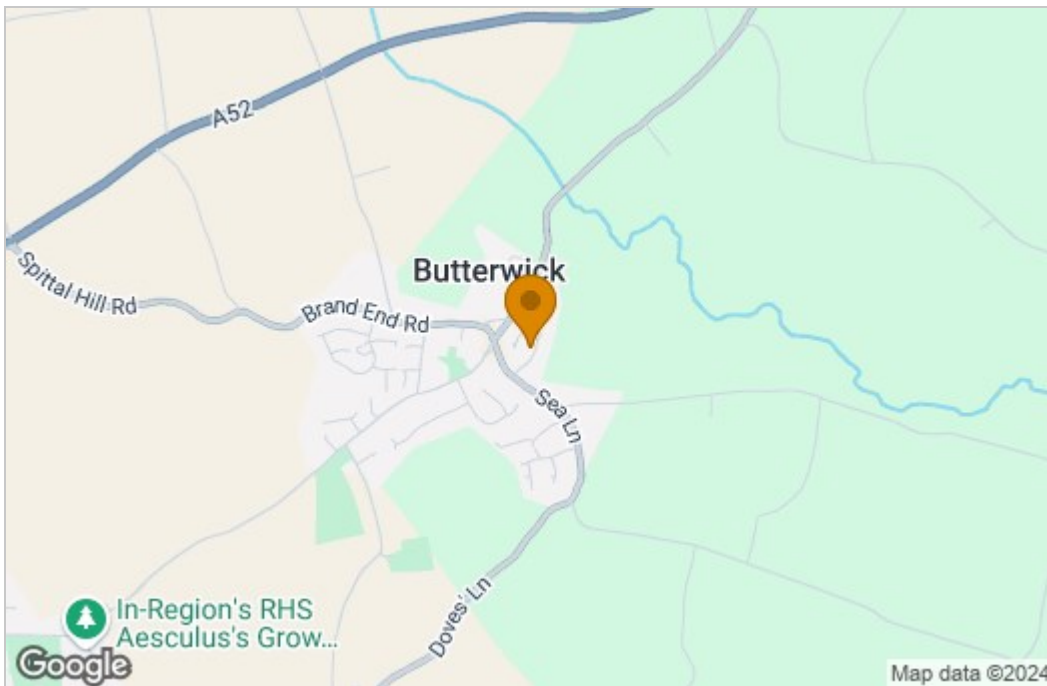 A52
Spittal Hill Rd
Butterwick
Brand End Rd
Sea Ln
Doves' Ln
In-Region's RHS
Aesculus's Grow...
Google
Map data ©2024